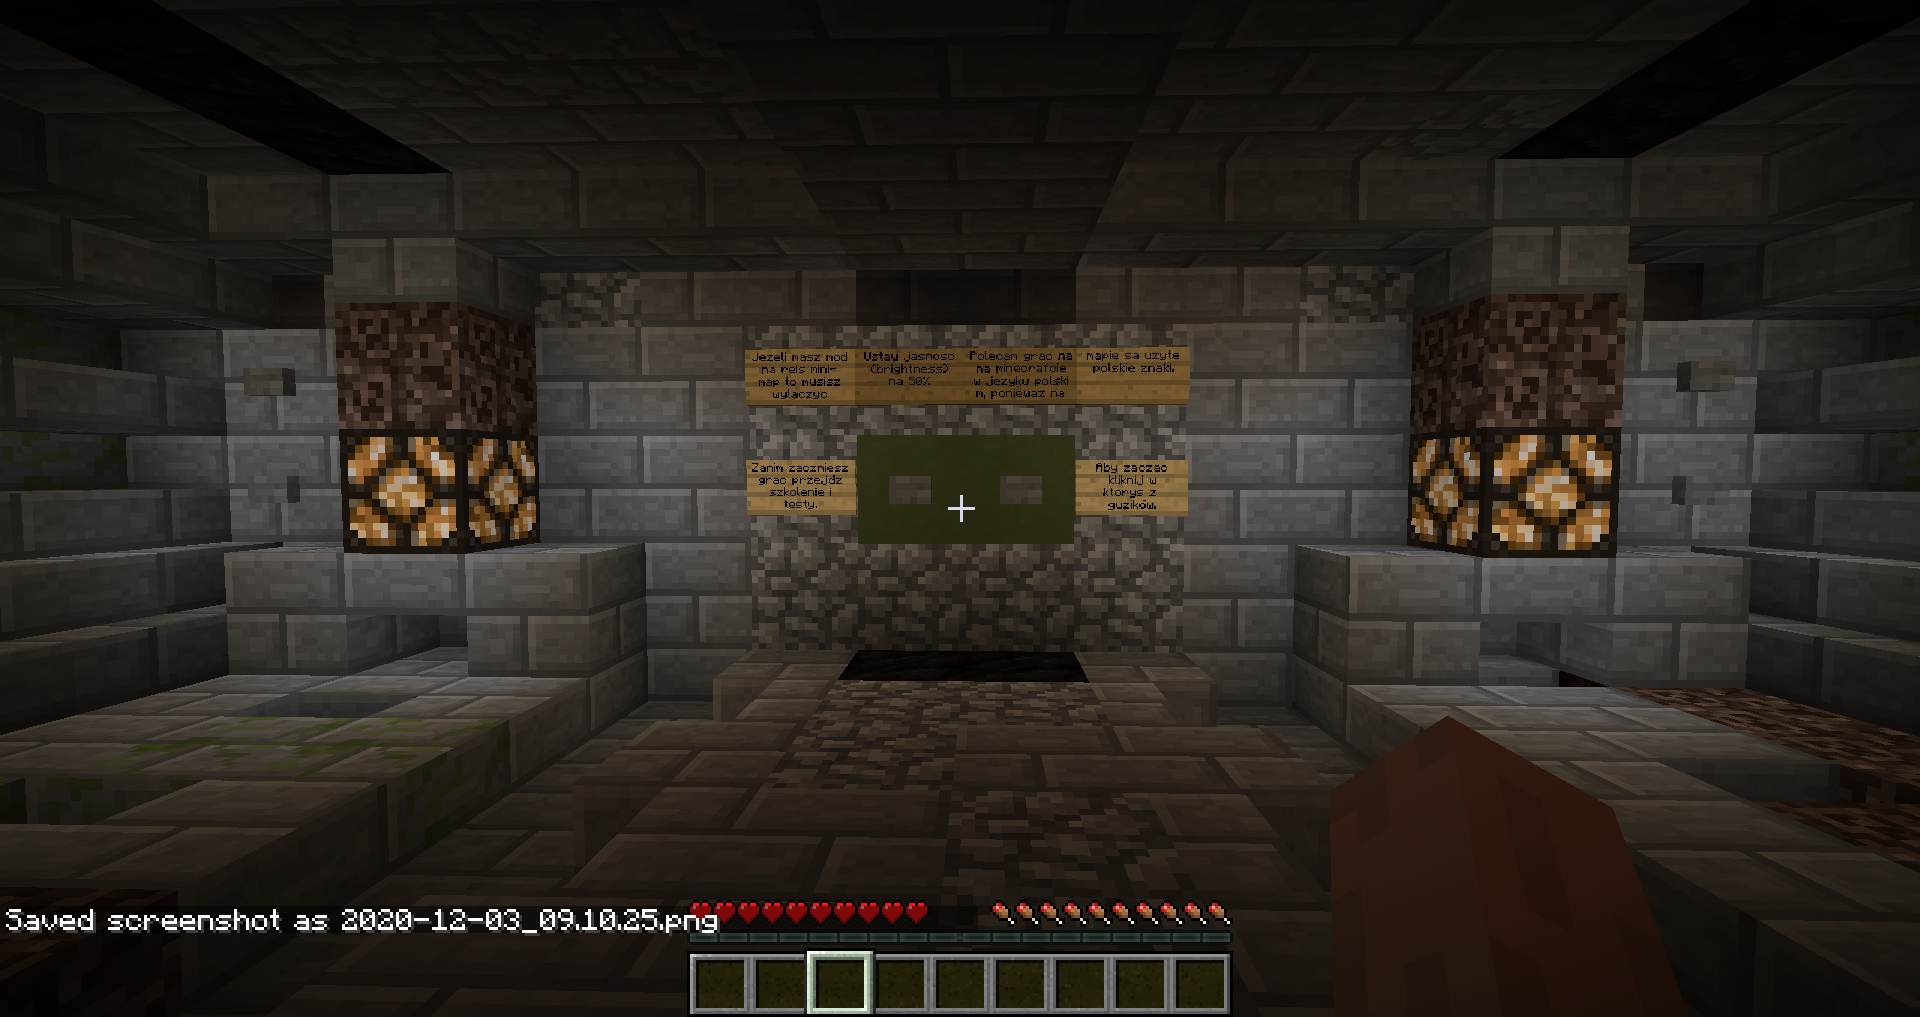 Jezeli masz mod
na reis mini-
map to musisz
wylaczyc
Ustaw jasnosc
(brightness)
na 50%
Polecam grac na
na minecrafcie
w jezyku polski
m, poniewaz na
mapie sa uzyte
polskie znaki.
Zanim zaczniesz
grac przejdz
szkolenie i
testy.
Aby zaczac
kliknij w
ktorys z
guzików.
Saved screenshot as 2020-12-03_09.10.25.png